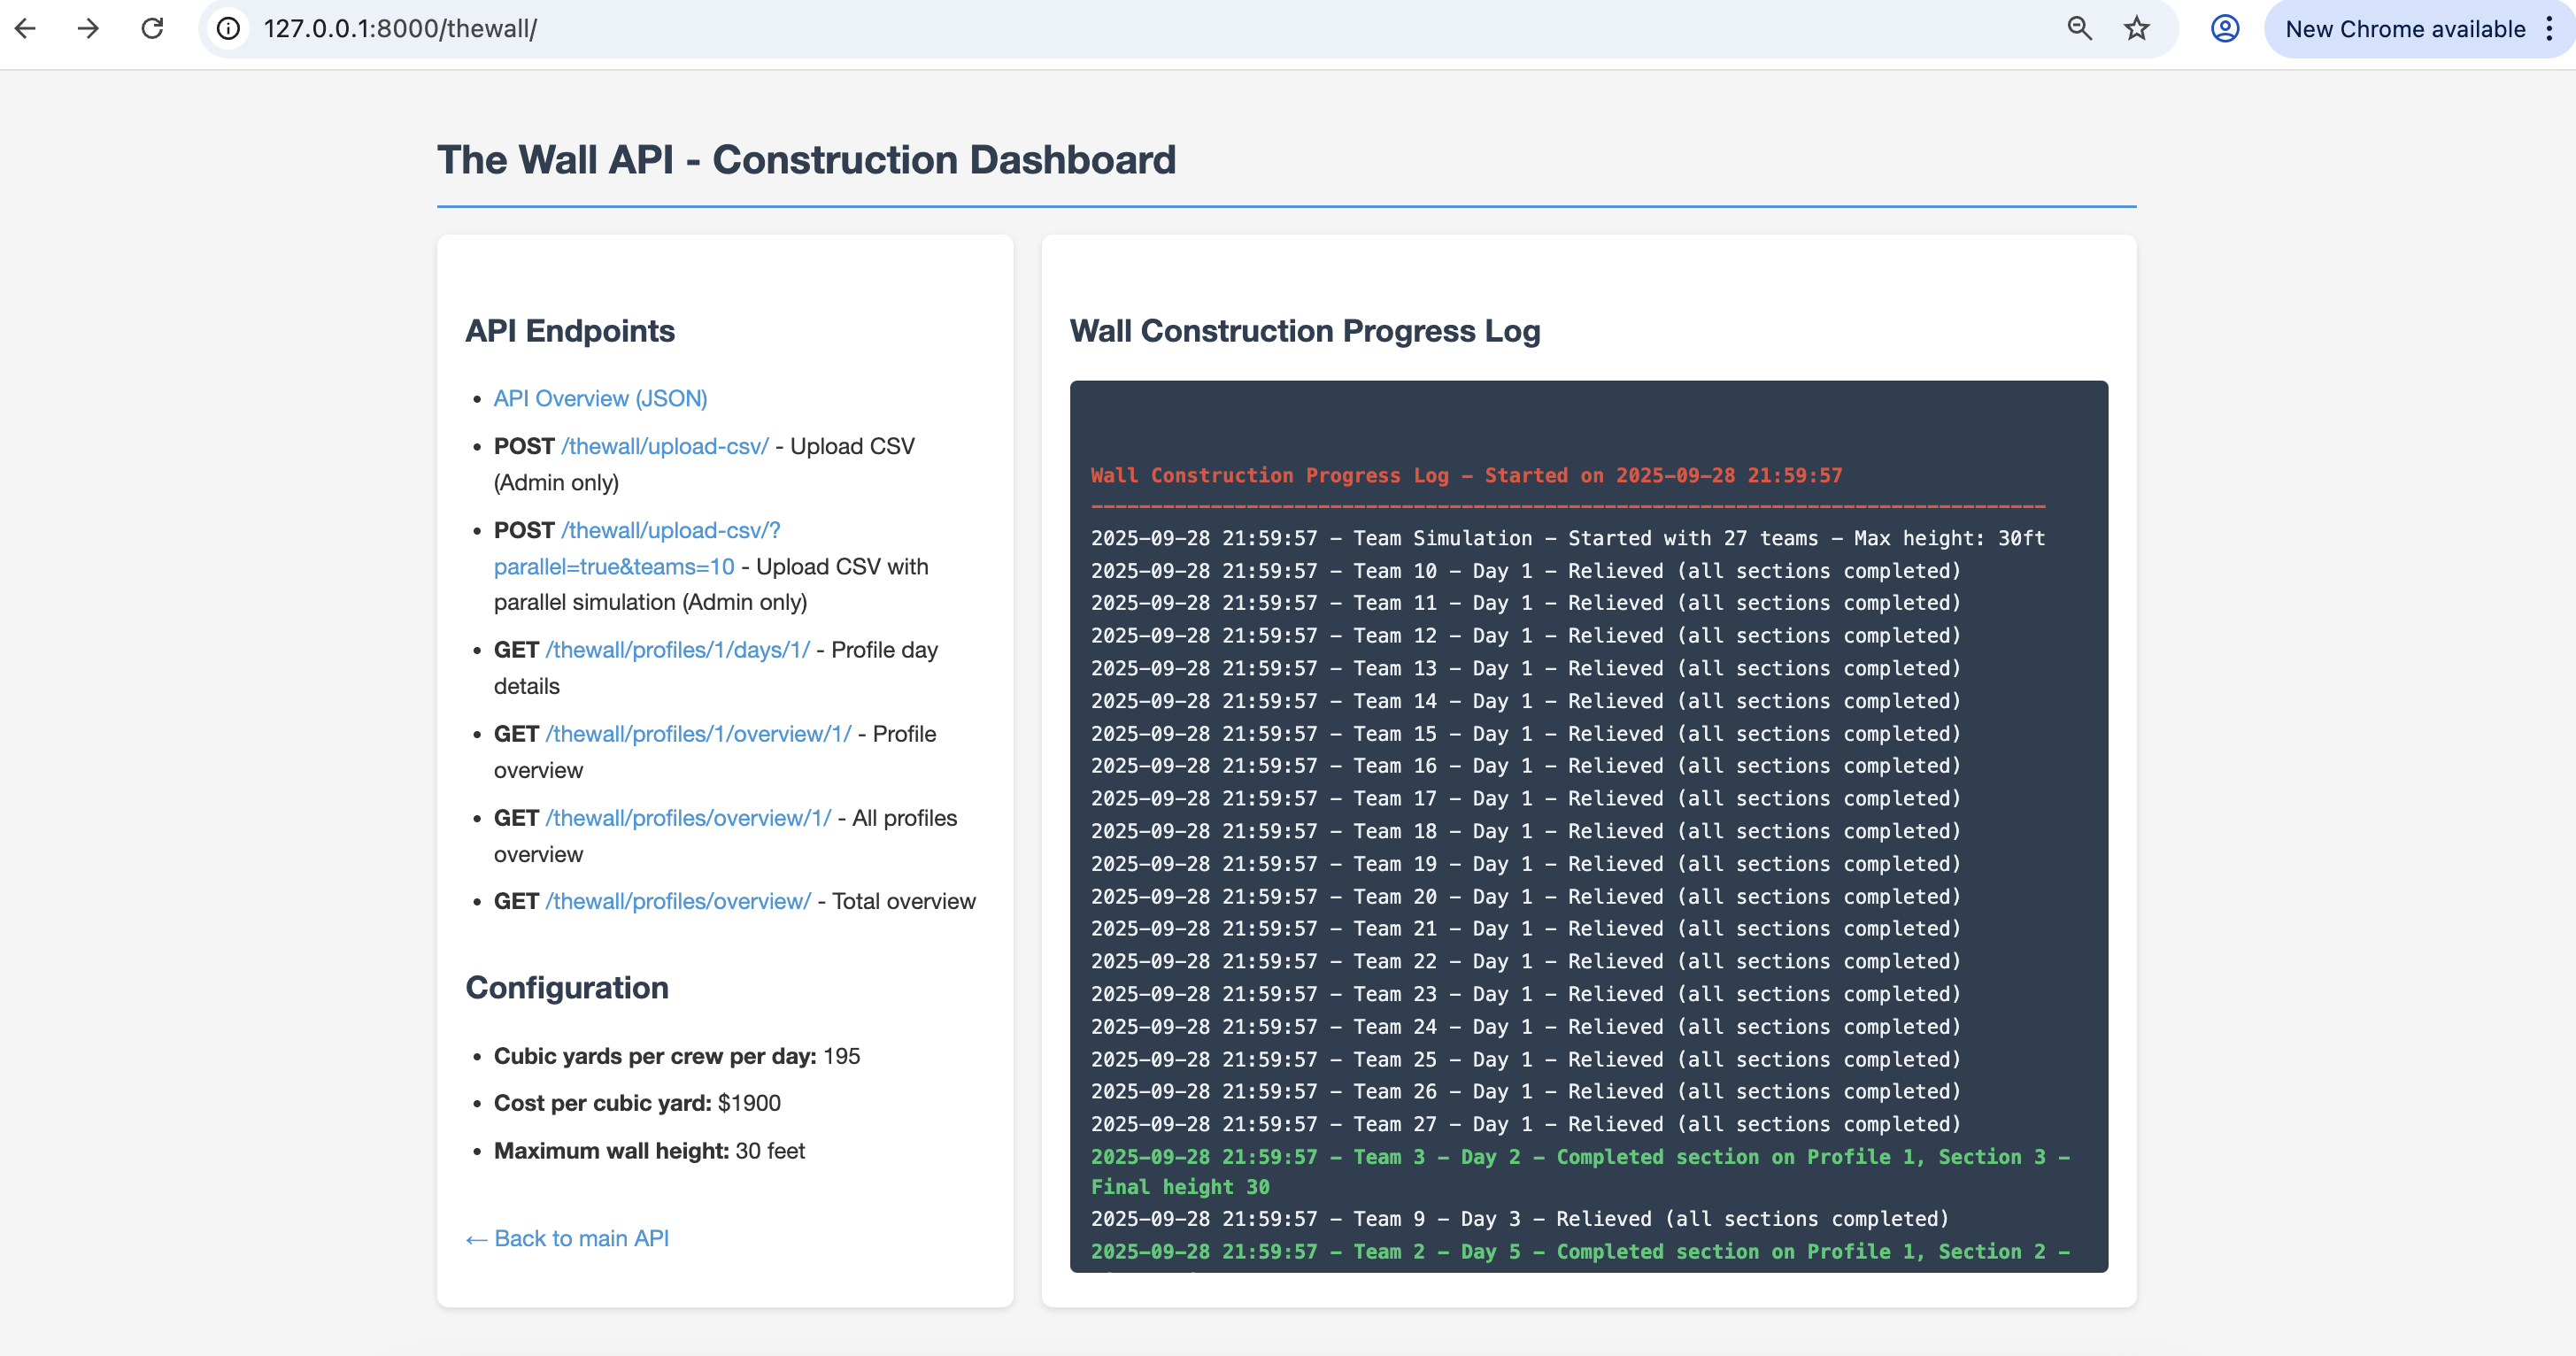 127.0.0.1:8000/thewall/
New Chrome available
The Wall API - Construction Dashboard
API Endpoints
• API Overview (JSON)
• POST /thewall/upload-csv/ - Upload CSV
(Admin only)
• POST /thewall/upload-csv/?
parallel=true&teams=10 - Upload CSV with
parallel simulation (Admin only)
• GET /thewall/profiles/1/days/1/ - Profile day
details
• GET /thewall/profiles/1/overview/1/ - Profile
overview
• GET /thewall/profiles/overview/1/ - All profiles
overview
• GET /thewall/profiles/overview/ - Total overview
Configuration
• Cubic yards per crew per day: 195
• Cost per cubic yard: $1900
• Maximum wall height: 30 feet
← Back to main API
Wall Construction Progress Log
Wall Construction Progress Log - Started on 2025-09-28 21:59:57
--------------------------------------------------------------------------------
2025-09-28 21:59:57 - Team Simulation - Started with 27 teams - Max height: 30ft
2025-09-28 21:59:57 - Team 10 - Day 1 - Relieved (all sections completed)
2025-09-28 21:59:57 - Team 11 - Day 1 - Relieved (all sections completed)
2025-09-28 21:59:57 - Team 12 - Day 1 - Relieved (all sections completed)
2025-09-28 21:59:57 - Team 13 - Day 1 - Relieved (all sections completed)
2025-09-28 21:59:57 - Team 14 - Day 1 - Relieved (all sections completed)
2025-09-28 21:59:57 - Team 15 - Day 1 - Relieved (all sections completed)
2025-09-28 21:59:57 - Team 16 - Day 1 - Relieved (all sections completed)
2025-09-28 21:59:57 - Team 17 - Day 1 - Relieved (all sections completed)
2025-09-28 21:59:57 - Team 18 - Day 1 - Relieved (all sections completed)
2025-09-28 21:59:57 - Team 19 - Day 1 - Relieved (all sections completed)
2025-09-28 21:59:57 - Team 20 - Day 1 - Relieved (all sections completed)
2025-09-28 21:59:57 - Team 21 - Day 1 - Relieved (all sections completed)
2025-09-28 21:59:57 - Team 22 - Day 1 - Relieved (all sections completed)
2025-09-28 21:59:57 - Team 23 - Day 1 - Relieved (all sections completed)
2025-09-28 21:59:57 - Team 24 - Day 1 - Relieved (all sections completed)
2025-09-28 21:59:57 - Team 25 - Day 1 - Relieved (all sections completed)
2025-09-28 21:59:57 - Team 26 - Day 1 - Relieved (all sections completed)
2025-09-28 21:59:57 - Team 27 - Day 1 - Relieved (all sections completed)
2025-09-28 21:59:57 - Team 3 - Day 2 - Completed section on Profile 1, Section 3 -
Final height 30
2025-09-28 21:59:57 - Team 9 - Day 3 - Relieved (all sections completed)
2025-09-28 21:59:57 - Team 2 - Day 5 - Completed section on Profile 1, Section 2 -